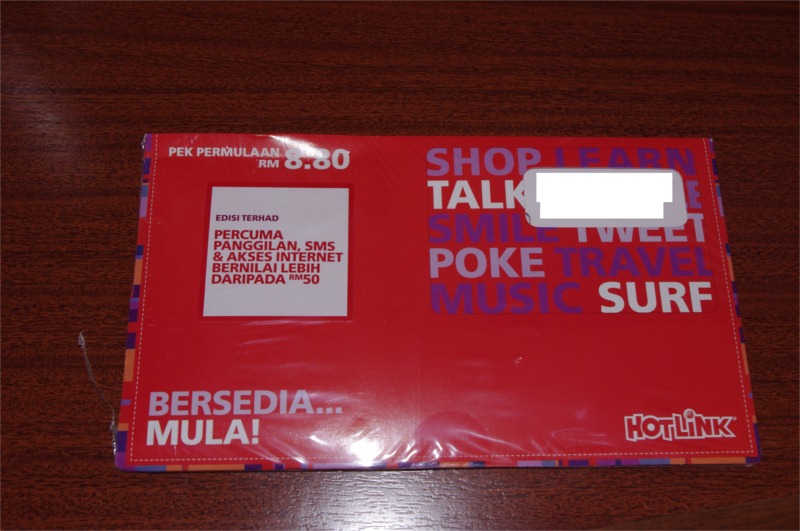 PEK PERMULAAN
RM 8.80
EDISI TERHAD
PERCUMA
PANGGILAN, SMS
& AKSES INTERNET
BERNILAI LEBIH
DARIPADA RM50
BERSEDIA...
MULA!
SHOP LEARN
TALK
SMILE TWEET
POKE TRAVEL
MUSIC SURF
HOTLINK